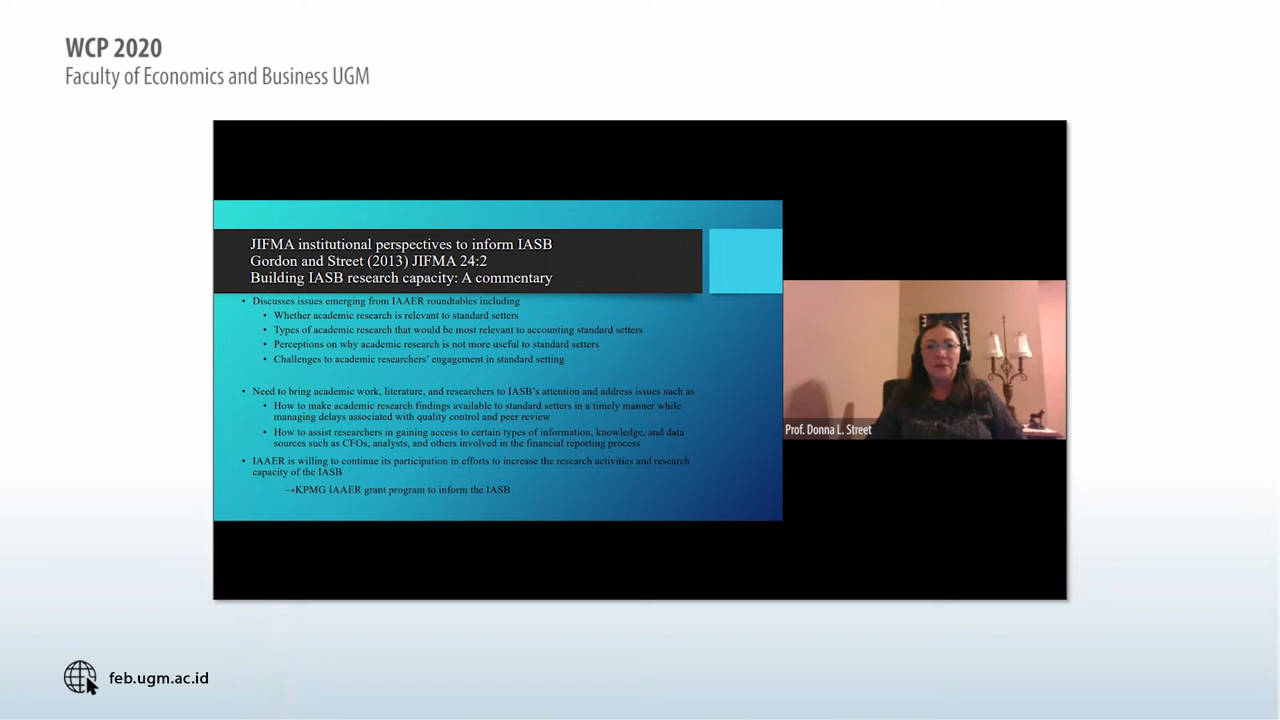 WCP 2020
Faculty of Economics and Business UGM
JIFMA institutional perspectives to inform IASB
Gordon and Street (2013) JIFMA 24:2
Building IASB research capacity: A commentary
• Discusses issues emerging from IAAER roundtables including
• Whether academic research is relevant to standard setters
• Types of academic research that would be most relevant to accounting standard setters
• Perceptions on why academic research is not more useful to standard setters
• Challenges to academic researchers' engagement in standard setting
• Need to bring academic work, literature, and researchers to IASB's attention and address issues such as
• How to make academic research findings available to standard setters in a timely manner while
managing delays associated with quality control and peer review
• How to assist researchers in gaining access to certain types of information, knowledge, and data
sources such as CFOs, analysts, and others involved in the financial reporting process
• IAAER is willing to continue its participation in efforts to increase the research activities and research
capacity of the IASB
→KPMG IAAER grant program to inform the IASB
Prof. Donna L. Street
feb.ugm.ac.id